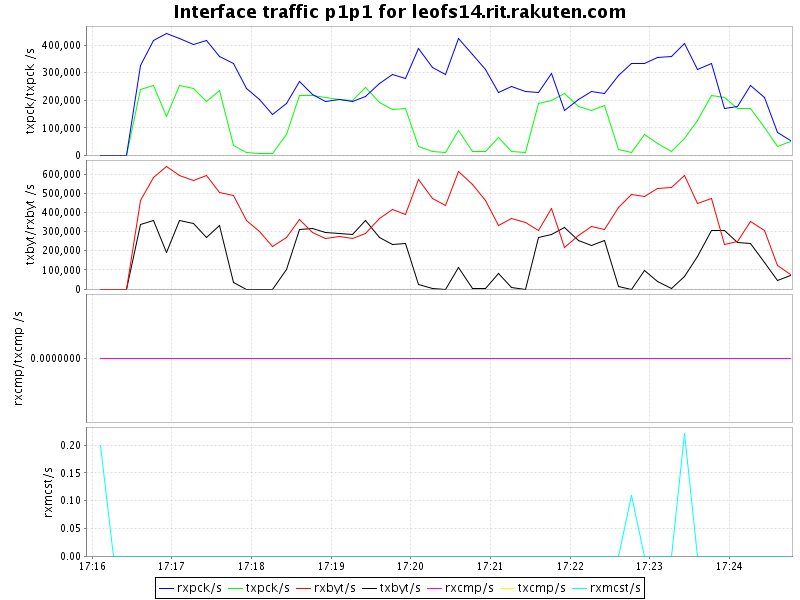 Interface traffic p1p1 for leofs14.rit.rakuten.com
txpck/txpck /s
400,000
300,000
200,000
100,000
0
txbyt/rxbyt /s
600,000
500,000
400,000
300,000
200,000
100,000
0
rxcmp/txcmp /s
0.0000000
rxmcst/s
0.20
0.15
0.10
0.05
0.00
17:16 17:17 17:18 17:19 17:20 17:21 17:22 17:23 17:24
rxpck/s txpck/s rxbyt/s txbyt/s rxcmp/s txcmp/s rxmcst/s